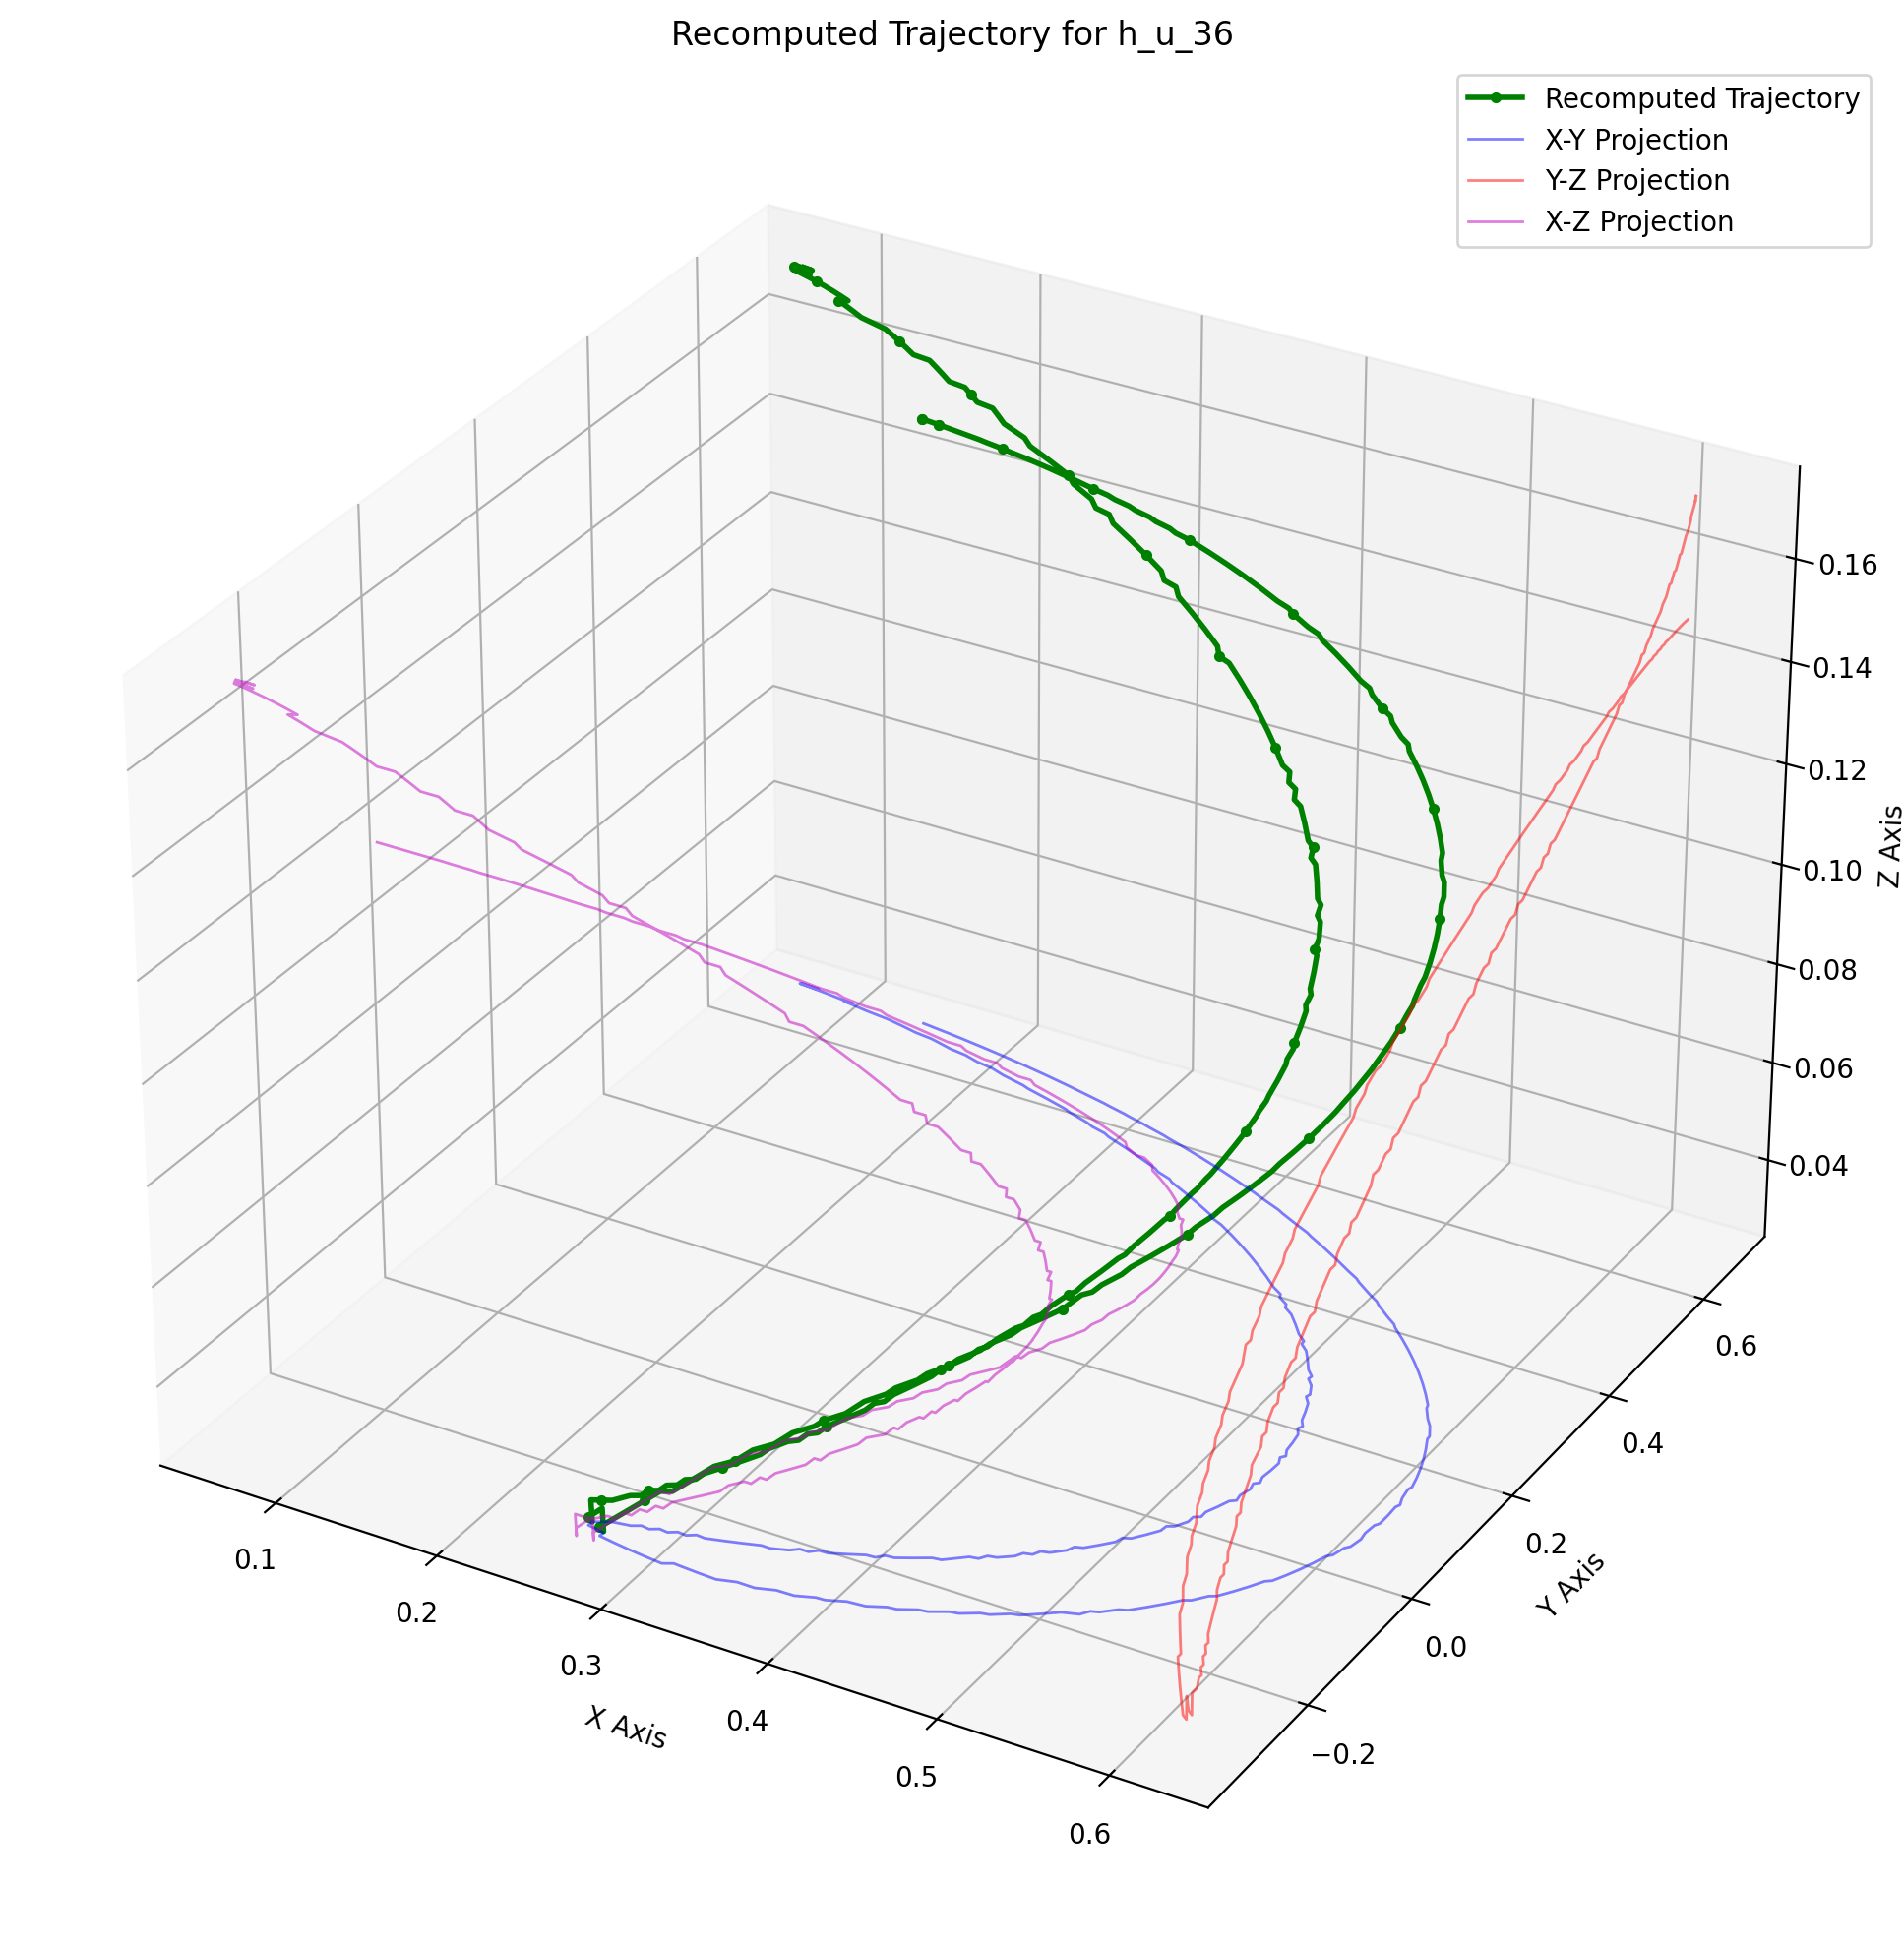 Recomputed Trajectory for h_u_36
Recomputed Trajectory
X-Y Projection
Y-Z Projection
X-Z Projection
0.16
0.14
0.12
0.10
0.08
0.06
0.04
Z Axis
0.6
0.4
0.2
0.0
−0.2
Y Axis
0.1
0.2
0.3
0.4
0.5
0.6
X Axis